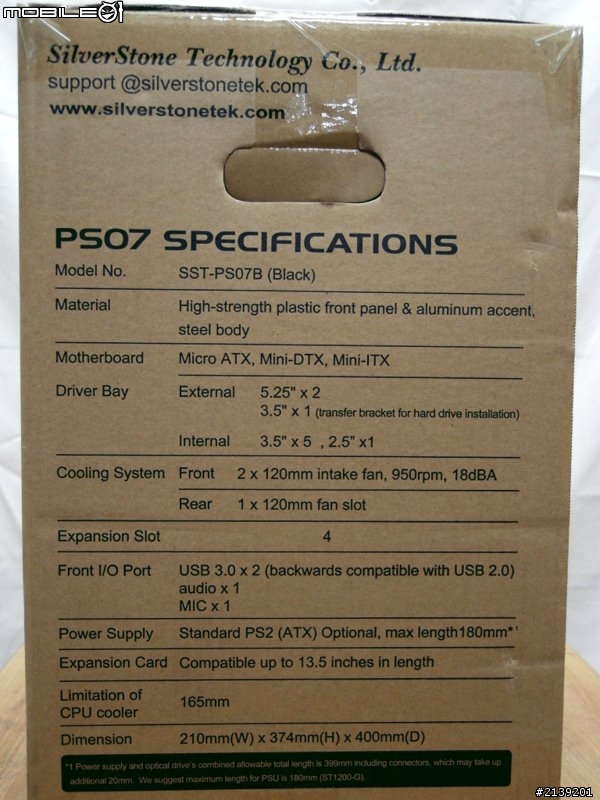 MOBILE01
SilverStone Technology Co., Ltd.
support @silverstonetek.com
www.silverstonetek.com
PS07 SPECIFICATIONS
Model No. SST-PS07B (Black)
Material High-strength plastic front panel & aluminum accent,
steel body
Motherboard Micro ATX, Mini-DTX, Mini-ITX
Driver Bay External 5.25" x 2
3.5" x 1 (transfer bracket for hard drive installation)
Internal 3.5" x 5 , 2.5" x1
Cooling System Front 2 x 120mm intake fan, 950rpm, 18dBA
Rear 1 x 120mm fan slot
Expansion Slot 4
Front I/O Port USB 3.0 x 2 (backwards compatible with USB 2.0)
audio x 1
MIC x 1
Power Supply Standard PS2 (ATX) Optional, max length180mm*¹
Expansion Card Compatible up to 13.5 inches in length
Limitation of
CPU cooler 165mm
Dimension 210mm(W) x 374mm(H) x 400mm(D)
*1 Power supply and optical drive's combined allowable total length is 399mm including connectors, which may take up
additional 20mm. We suggest maximum length for PSU is 180mm (ST1200-G).
#2139201